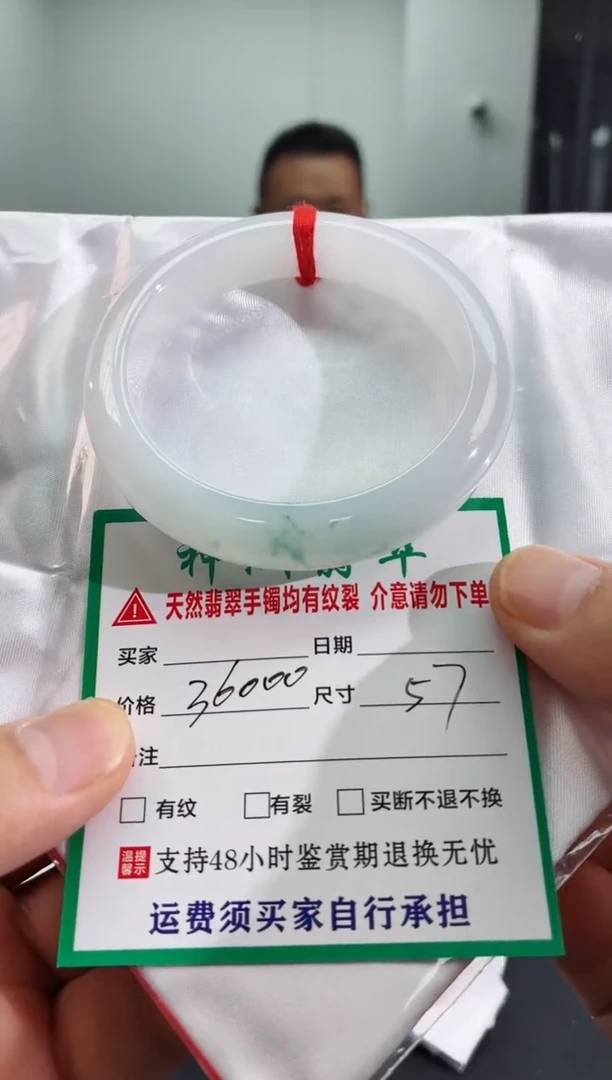 天然翡翠手镯均有纹裂 介意请勿下单
买家 日期
价格 36000 尺寸 57
注
有纹 有裂 买断不退不换
温馨提示 支持48小时鉴赏期退换无忧
运费须买家自行承担